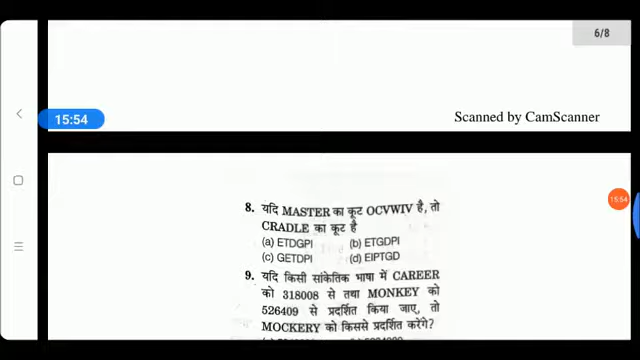 6/8
15:54
Scanned by CamScanner
15:54
8. यदि MASTER का कूट OCVWIV है, तो
CRADLE का कूट है
(a) ETDGPI (b) ETGDPI
(c) GETDPI (d) EIPTGD
9. यदि किसी सांकेतिक भाषा में CAREER
को 318008 से तथा MONKEY को
526409 से प्रदर्शित किया जाए, तो
MOCKERY को किससे प्रदर्शित करेंगे?